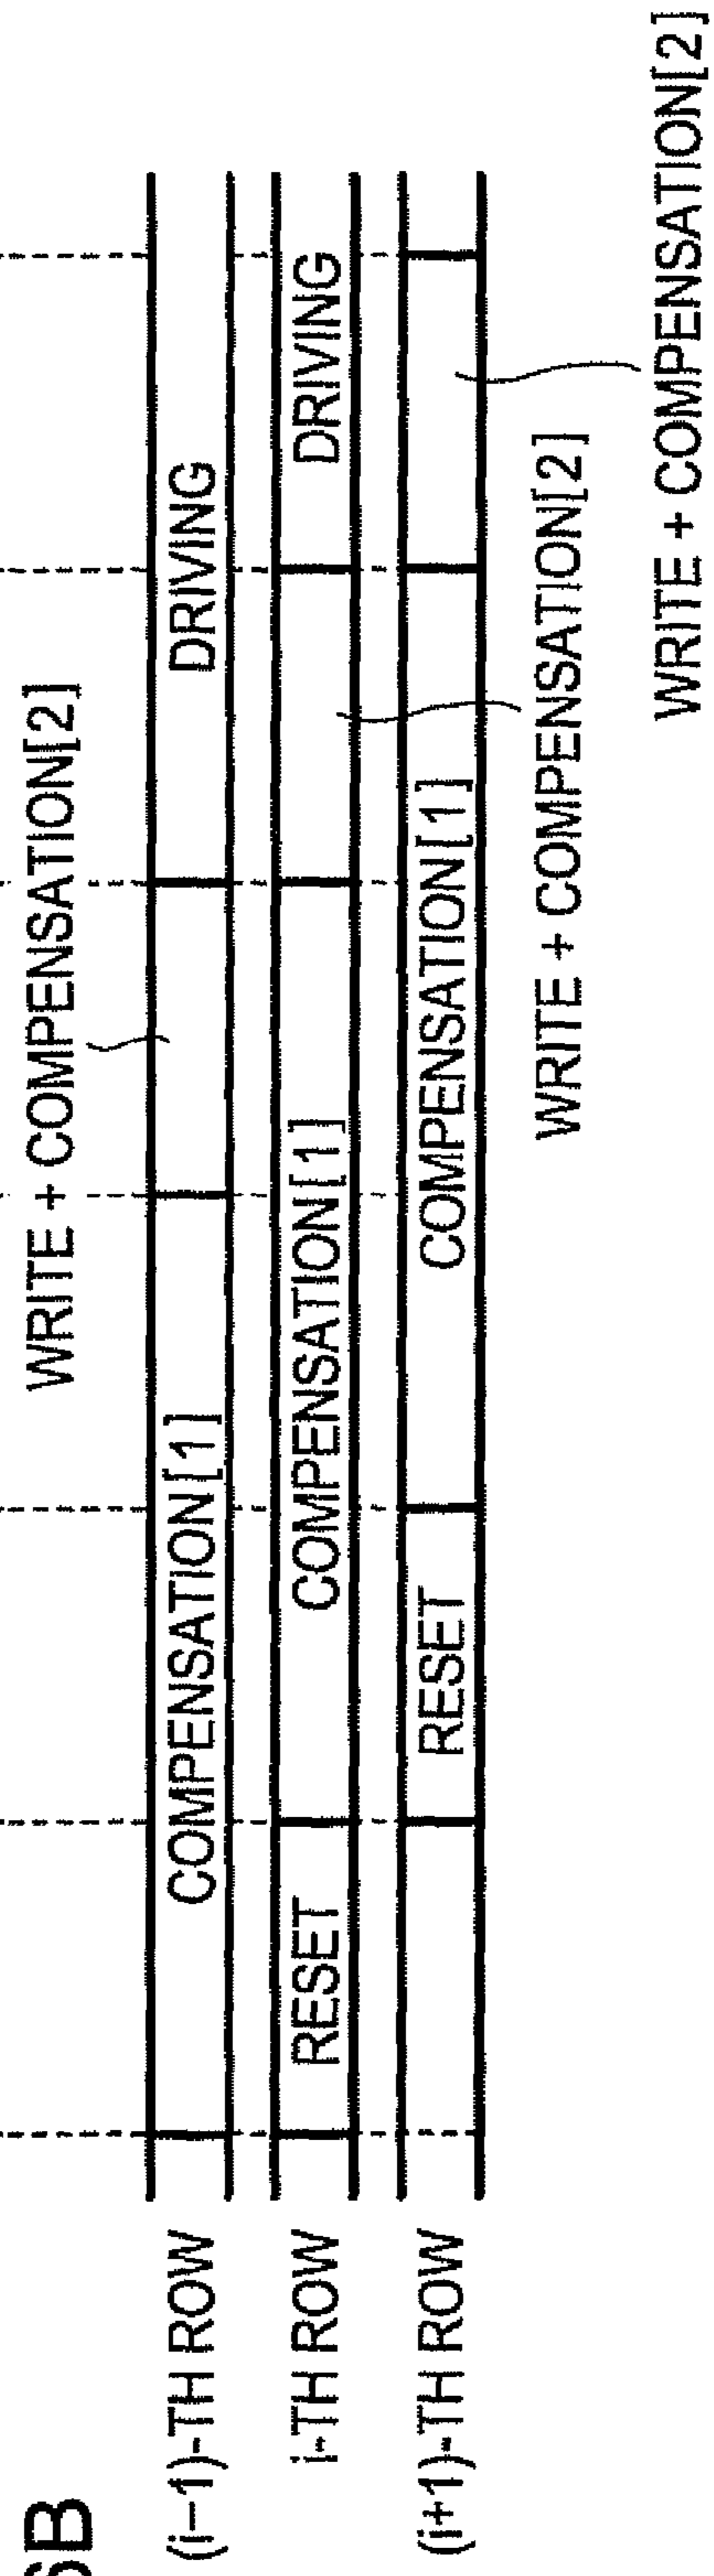 6B
WRITE + COMPENSATION[2]
(i−1)-TH ROW
COMPENSATION[1]
DRIVING
i-TH ROW
RESET
COMPENSATION[1]
DRIVING
(i+1)-TH ROW
RESET
COMPENSATION[1]
WRITE + COMPENSATION[2]
WRITE + COMPENSATION[2]